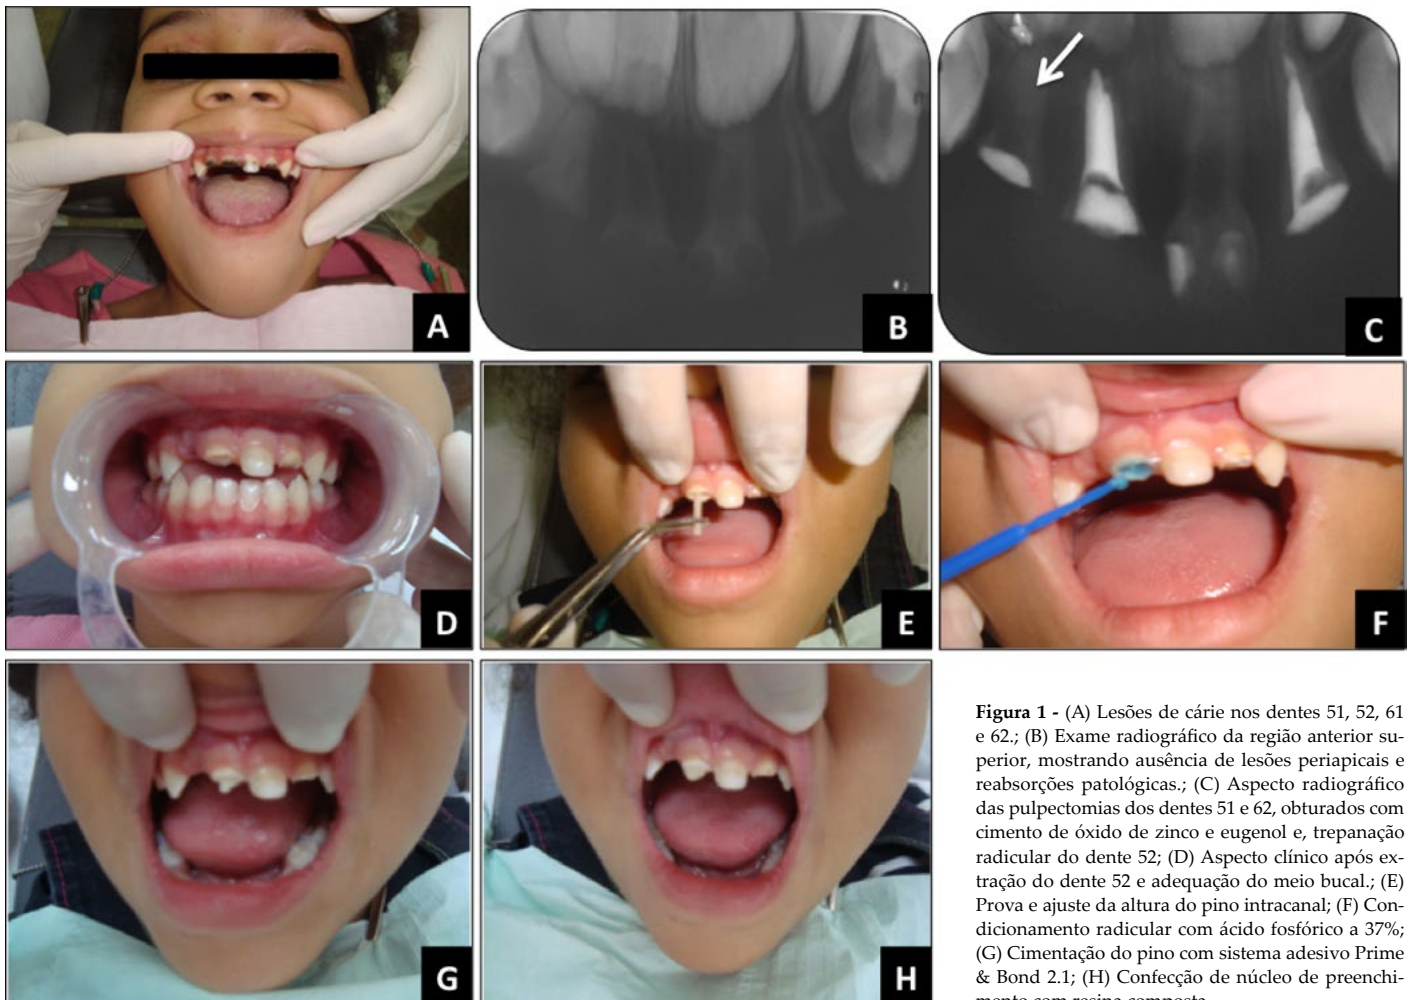 A
B
C
D
E
F
G
H
Figura 1 - (A) Lesões de cárie nos dentes 51, 52, 61
e 62.; (B) Exame radiográfico da região anterior su-
perior, mostrando ausência de lesões periapicais e
reabsorções patológicas.; (C) Aspecto radiográfico
das pulpectomias dos dentes 51 e 62, obturados com
cimento de óxido de zinco e eugenol e, trepanação
radicular do dente 52; (D) Aspecto clínico após ex-
tração do dente 52 e adequação do meio bucal.; (E)
Prova e ajuste da altura do pino intracanal; (F) Con-
dicionamento radicular com ácido fosfórico a 37%;
(G) Cimentação do pino com sistema adesivo Prime
& Bond 2.1; (H) Confecção de núcleo de preenchi-
mento com resina composta